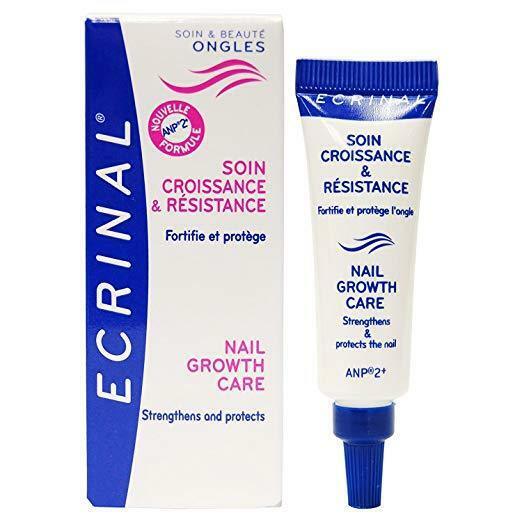 SOIN & BEAUTÉ
ONGLES
ECRINAL®
NOUVELLE
ANP®2+
FORMULE
SOIN
CROISSANCE
& RÉSISTANCE
Fortifie et protège
NAIL
GROWTH
CARE
Strengthens and protects
ECRINAL
SOIN
CROISSANCE
&
RÉSISTANCE
Fortifie et protège l'ongle
NAIL
GROWTH
CARE
Strengthens
&
protects the nail
ANP®2+